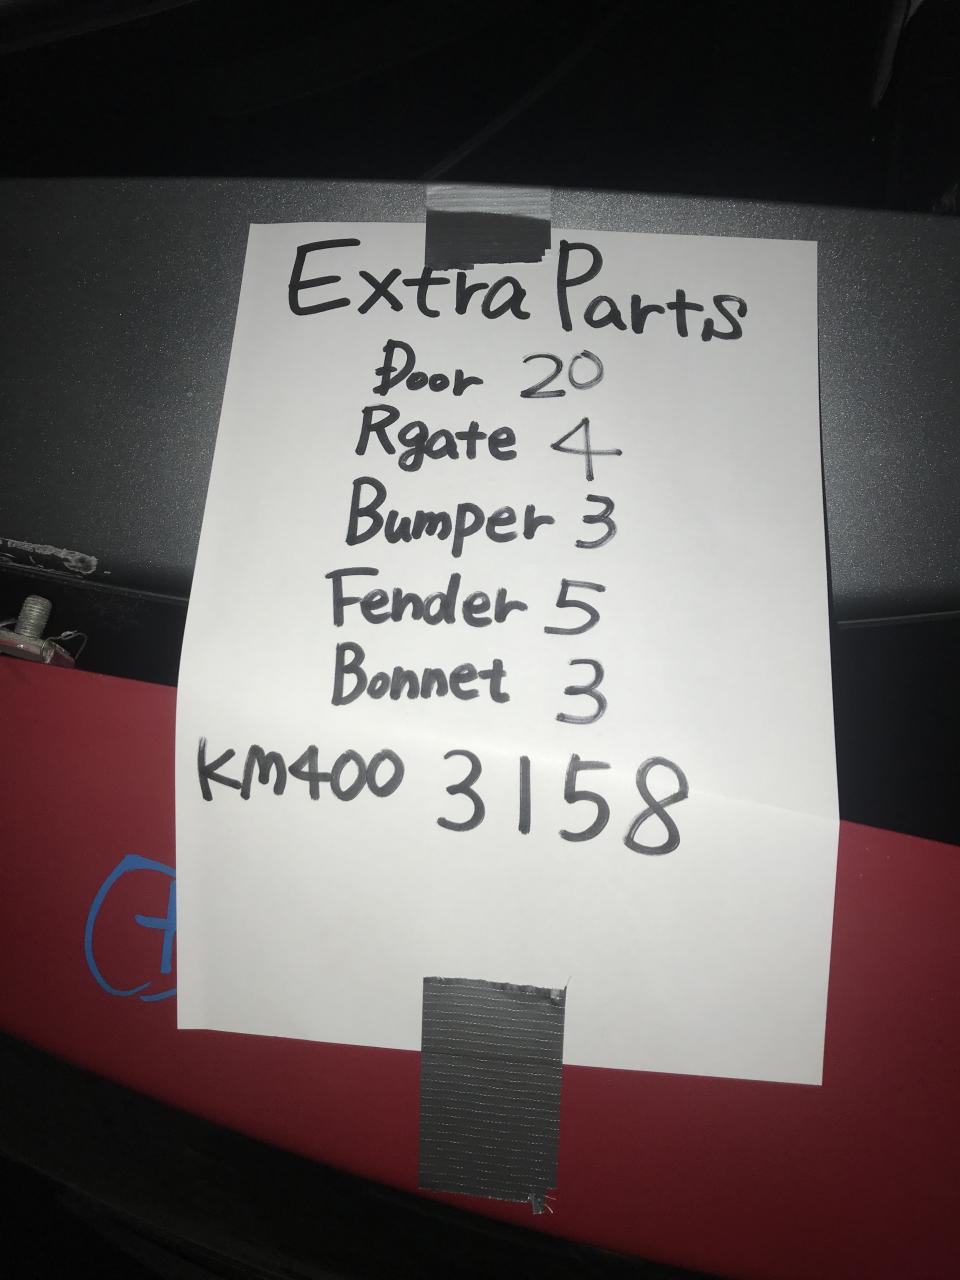 Extra Parts
Door 20
Rgate 4
Bumper 3
Fender 5
Bonnet 3
KM400 3158
+